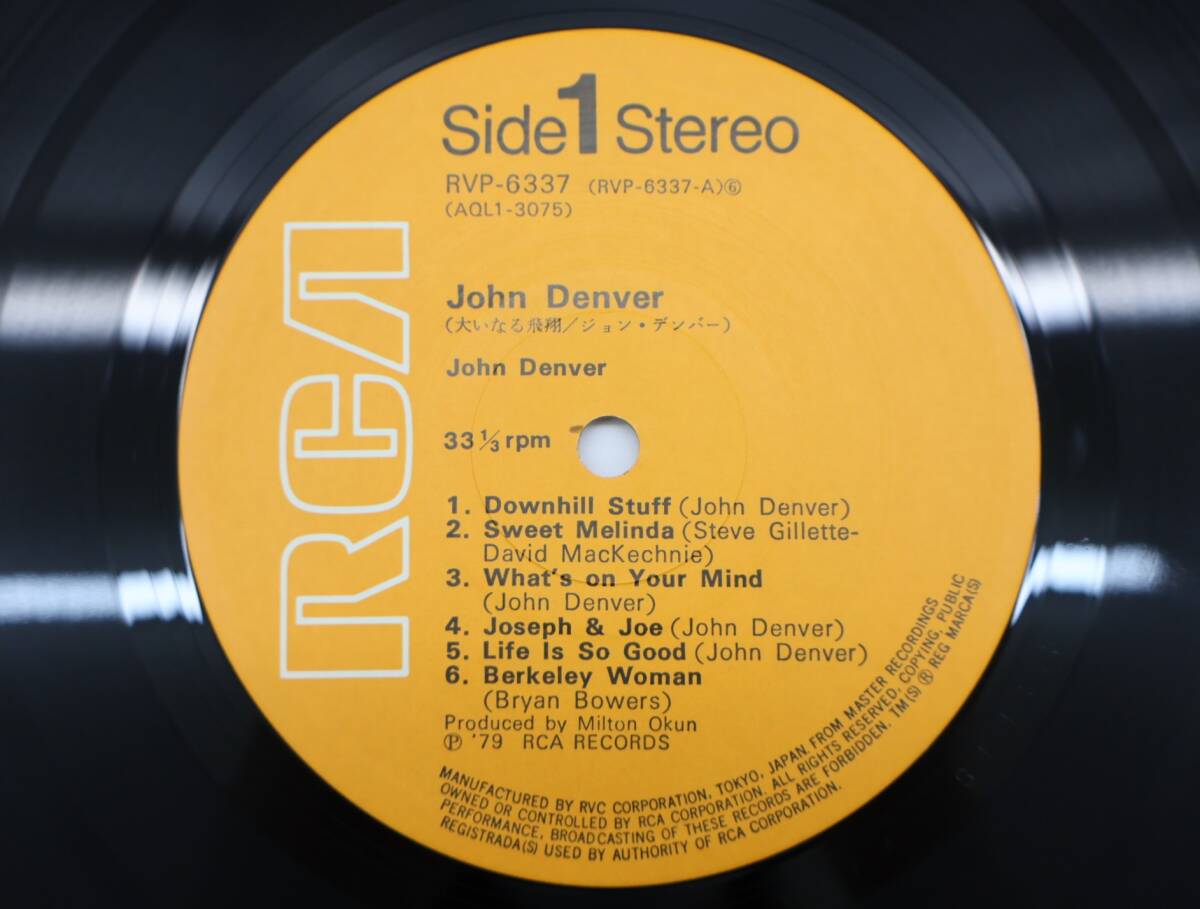 Side 1 Stereo
RVP-6337 (RVP-6337-A)⑥
(AQL1-3075)
RCA
John Denver
(大いなる飛翔/ジョン・デンバー)
John Denver
33 1/3 rpm
1. Downhill Stuff (John Denver)
2. Sweet Melinda (Steve Gillette-
David MacKechnie)
3. What's on Your Mind
(John Denver)
4. Joseph & Joe (John Denver)
5. Life Is So Good (John Denver)
6. Berkeley Woman
(Bryan Bowers)
Produced by Milton Okun
Ⓟ '79 RCA RECORDS
MANUFACTURED BY RVC CORPORATION, TOKYO, JAPAN, FROM MASTER RECORDINGS
OWNED OR CONTROLLED BY RCA CORPORATION. ALL RIGHTS RESERVED, COPYING, PUBLIC
PERFORMANCE, BROADCASTING OF THESE RECORDS ARE FORBIDDEN. TM(S) ® REG MARCA(S)
REGISTRADA(S) USED BY AUTHORITY OF RCA CORPORATION.